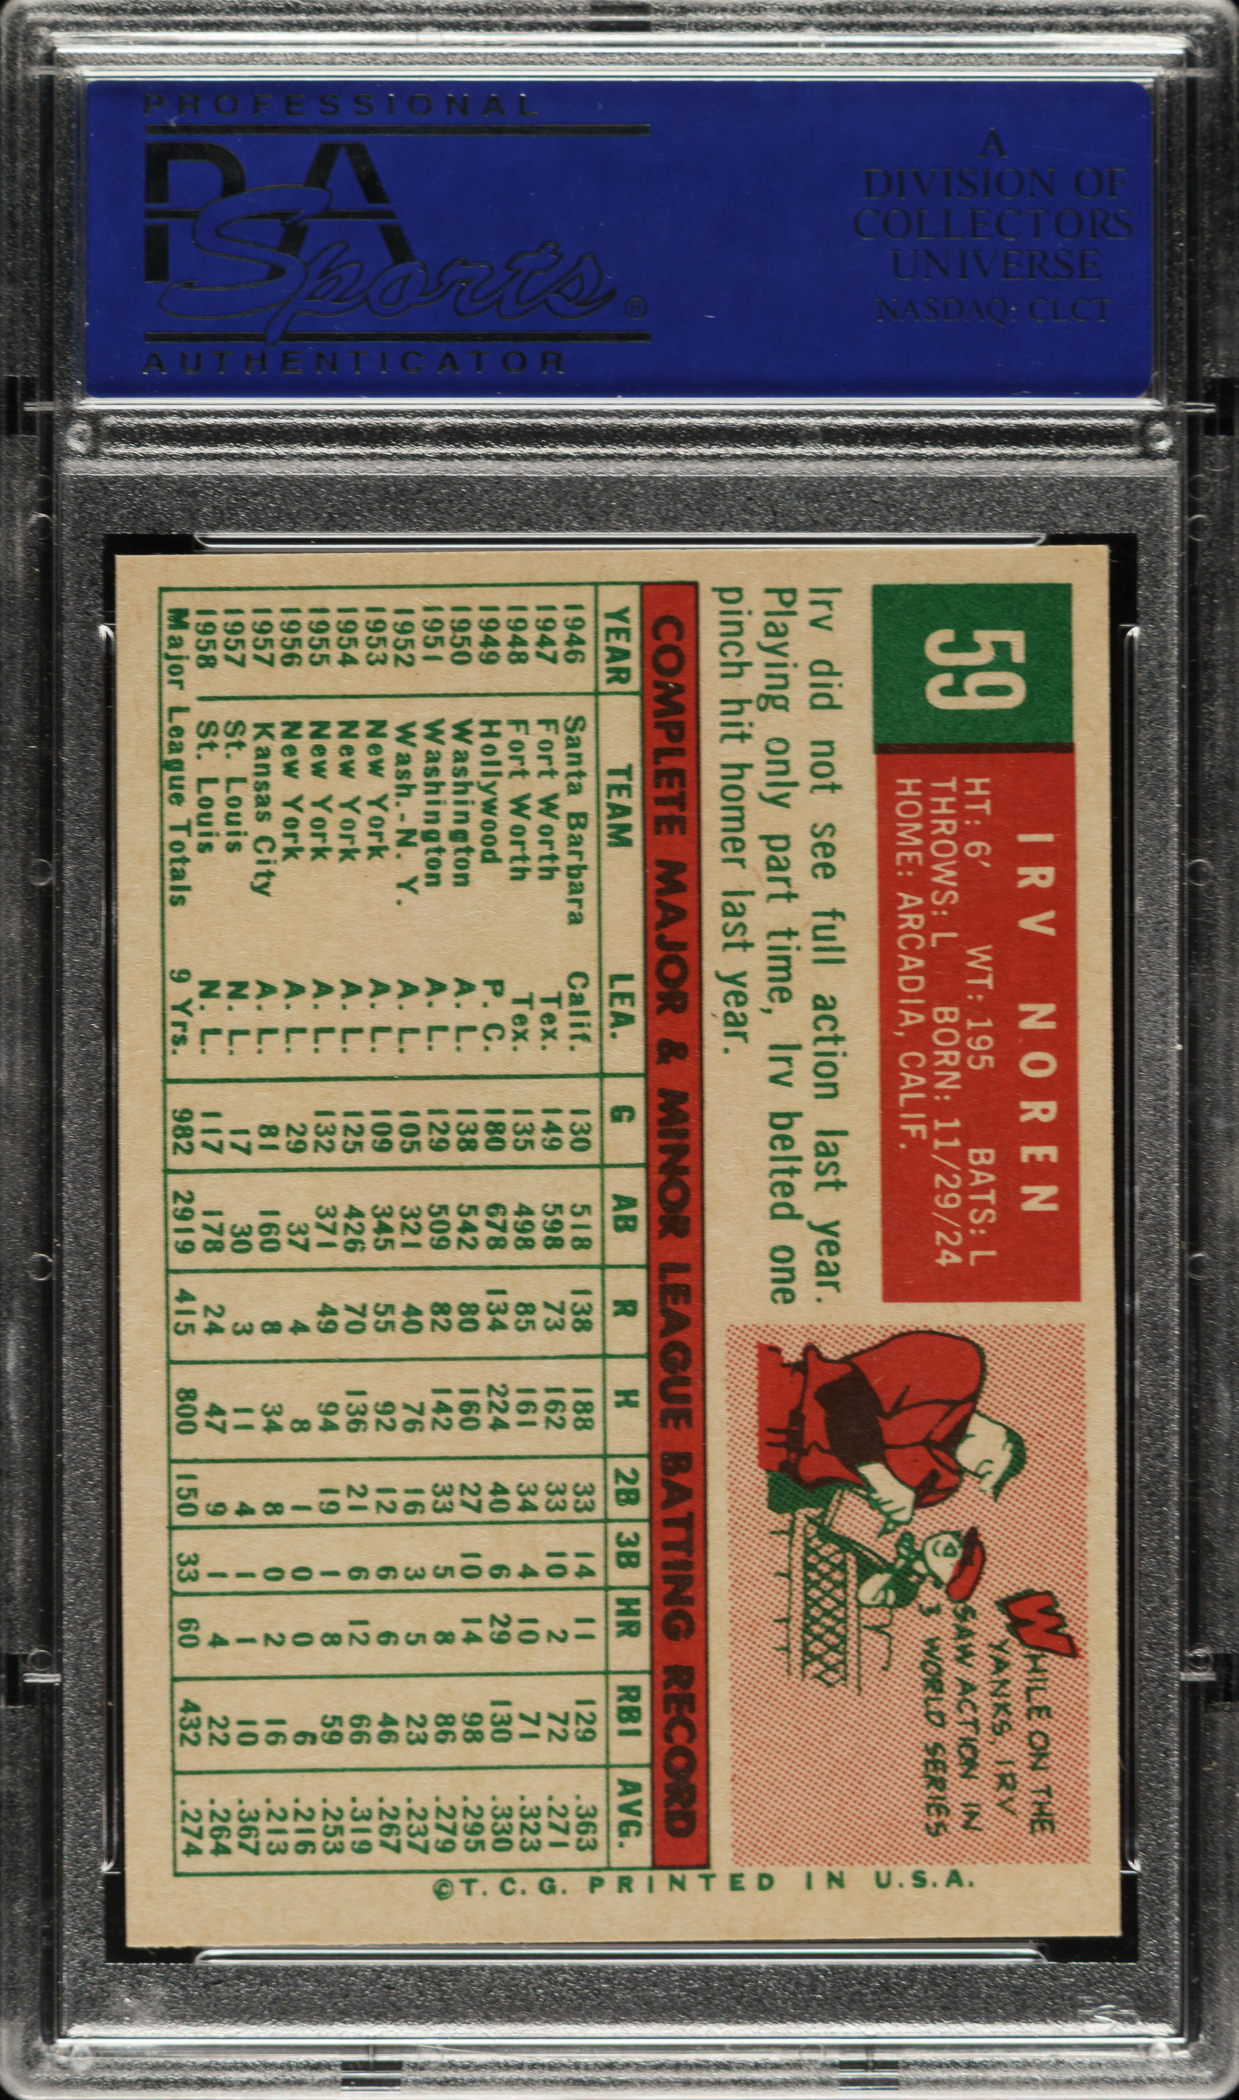 PROFESSIONAL
PSA
Sports®
AUTHENTICATOR
A
DIVISION OF
COLLECTORS
UNIVERSE
NASDAQ: CLCT
59
IRV NOREN
HT: 6' WT: 195 BATS: L
THROWS: L BORN: 11/29/24
HOME: ARCADIA, CALIF.
WHILE ON THE
YANKS, IRV
SAW ACTION IN
3 WORLD SERIES
Irv did not see full action last year.
Playing only part time, Irv belted one
pinch hit homer last year.
COMPLETE MAJOR & MINOR LEAGUE BATTING RECORD
YEAR TEAM LEA. G AB R H 2B 3B HR RBI AVG.
1946 Santa Barbara Calif. 130 518 138 188 33 14 11 129 .363
1947 Fort Worth Tex. 149 598 73 162 33 10 2 72 .271
1948 Fort Worth Tex. 135 498 85 161 34 4 10 71 .323
1949 Hollywood P. C. 180 678 134 224 40 6 29 130 .330
1950 Washington A. L. 138 542 80 160 27 10 14 98 .295
1951 Washington A. L. 129 509 82 142 33 5 8 86 .279
1952 Wash.-N. Y. A. L. 105 321 40 76 16 3 5 23 .237
1953 New York A. L. 109 345 55 92 12 6 6 46 .267
1954 New York A. L. 125 426 70 136 21 6 12 66 .319
1955 New York A. L. 132 371 49 94 19 1 8 59 .253
1956 New York A. L. 29 37 4 8 1 0 0 6 .216
1957 Kansas City A. L. 81 160 8 34 8 0 2 16 .213
1957 St. Louis N. L. 17 30 3 11 4 1 1 10 .367
1958 St. Louis N. L. 117 178 24 47 9 1 4 22 .264
Major League Totals 9 Yrs. 982 2919 415 800 150 33 60 432 .274
©T. C. G. PRINTED IN U.S.A.